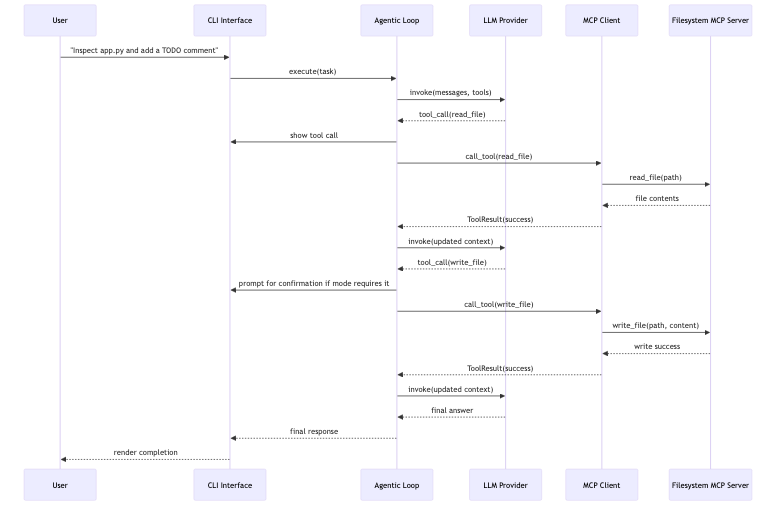 User
CLI Interface
Agentic Loop
LLM Provider
MCP Client
Filesystem MCP Server
"Inspect app.py and add a TODO comment"
execute(task)
invoke(messages, tools)
tool_call(read_file)
show tool call
call_tool(read_file)
read_file(path)
file contents
ToolResult(success)
invoke(updated context)
tool_call(write_file)
prompt for confirmation if mode requires it
call_tool(write_file)
write_file(path, content)
write success
ToolResult(success)
invoke(updated context)
final answer
final response
render completion
User
CLI Interface
Agentic Loop
LLM Provider
MCP Client
Filesystem MCP Server